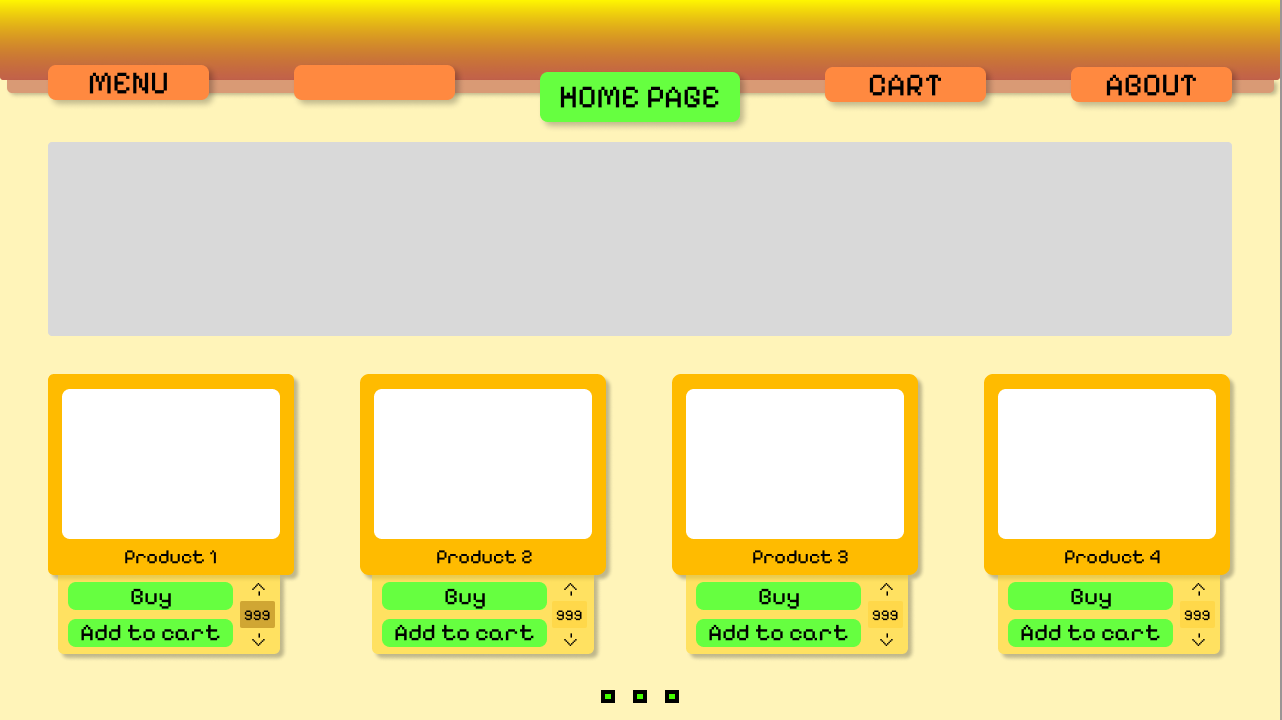 MENU
HOME PAGE
CART
ABOUT
Product 1
Product 2
Product 3
Product 4
Buy
999
Add to cart
Buy
999
Add to cart
Buy
999
Add to cart
Buy
999
Add to cart